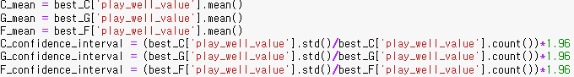 C_mean = best_C['play_well_value'].mean()
G_mean = best_G['play_well_value'].mean()
F_mean = best_F['play_well_value'].mean()
C_confidence_interval = (best_C['play_well_value'].std()/best_C['play_well_value'].count())*1.96
G_confidence_interval = (best_G['play_well_value'].std()/best_G['play_well_value'].count())*1.96
F_confidence_interval = (best_F['play_well_value'].std()/best_F['play_well_value'].count())*1.96